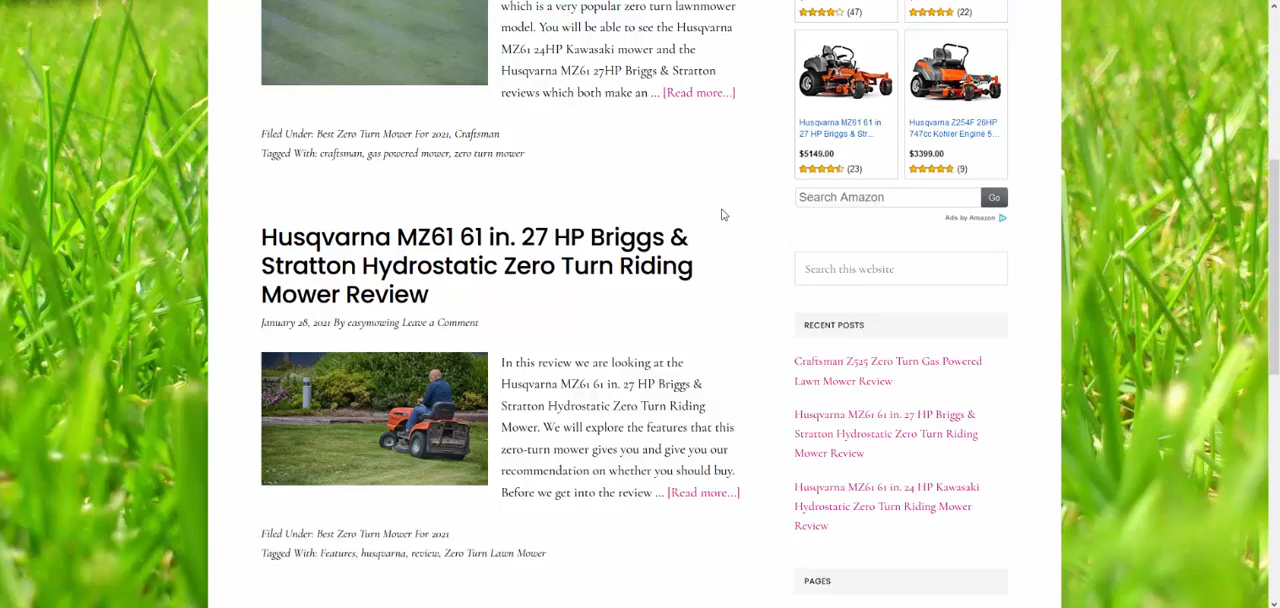 which is a very popular zero turn lawnmower
model. You will be able to see the Husqvarna
MZ61 24HP Kawasaki mower and the
Husqvarna MZ61 27HP Briggs & Stratton
reviews which both make an ... [Read more...]
Filed Under: Best Zero Turn Mower For 2021, Craftsman
Tagged With: craftsman, gas powered mower, zero turn mower
Husqvarna MZ61 61 in. 27 HP Briggs &
Stratton Hydrostatic Zero Turn Riding
Mower Review
January 28, 2021 By easymowing Leave a Comment
In this review we are looking at the
Husqvarna MZ61 61 in. 27 HP Briggs &
Stratton Hydrostatic Zero Turn Riding
Mower. We will explore the features that this
zero-turn mower gives you and give you our
recommendation on whether you should buy.
Before we get into the review ... [Read more...]
Filed Under: Best Zero Turn Mower For 2021
Tagged With: Features, husqvarna, review, Zero Turn Lawn Mower
(47)
(22)
Husqvarna MZ61 61 in.
27 HP Briggs & Str...
$5149.00
(23)
Husqvarna Z254F 26HP
747cc Kohler Engine 5...
$3399.00
(9)
Search Amazon
Go
Ads by Amazon
Search this website
RECENT POSTS
Craftsman Z525 Zero Turn Gas Powered
Lawn Mower Review
Husqvarna MZ61 61 in. 27 HP Briggs &
Stratton Hydrostatic Zero Turn Riding
Mower Review
Husqvarna MZ61 61 in. 24 HP Kawasaki
Hydrostatic Zero Turn Riding Mower
Review
PAGES